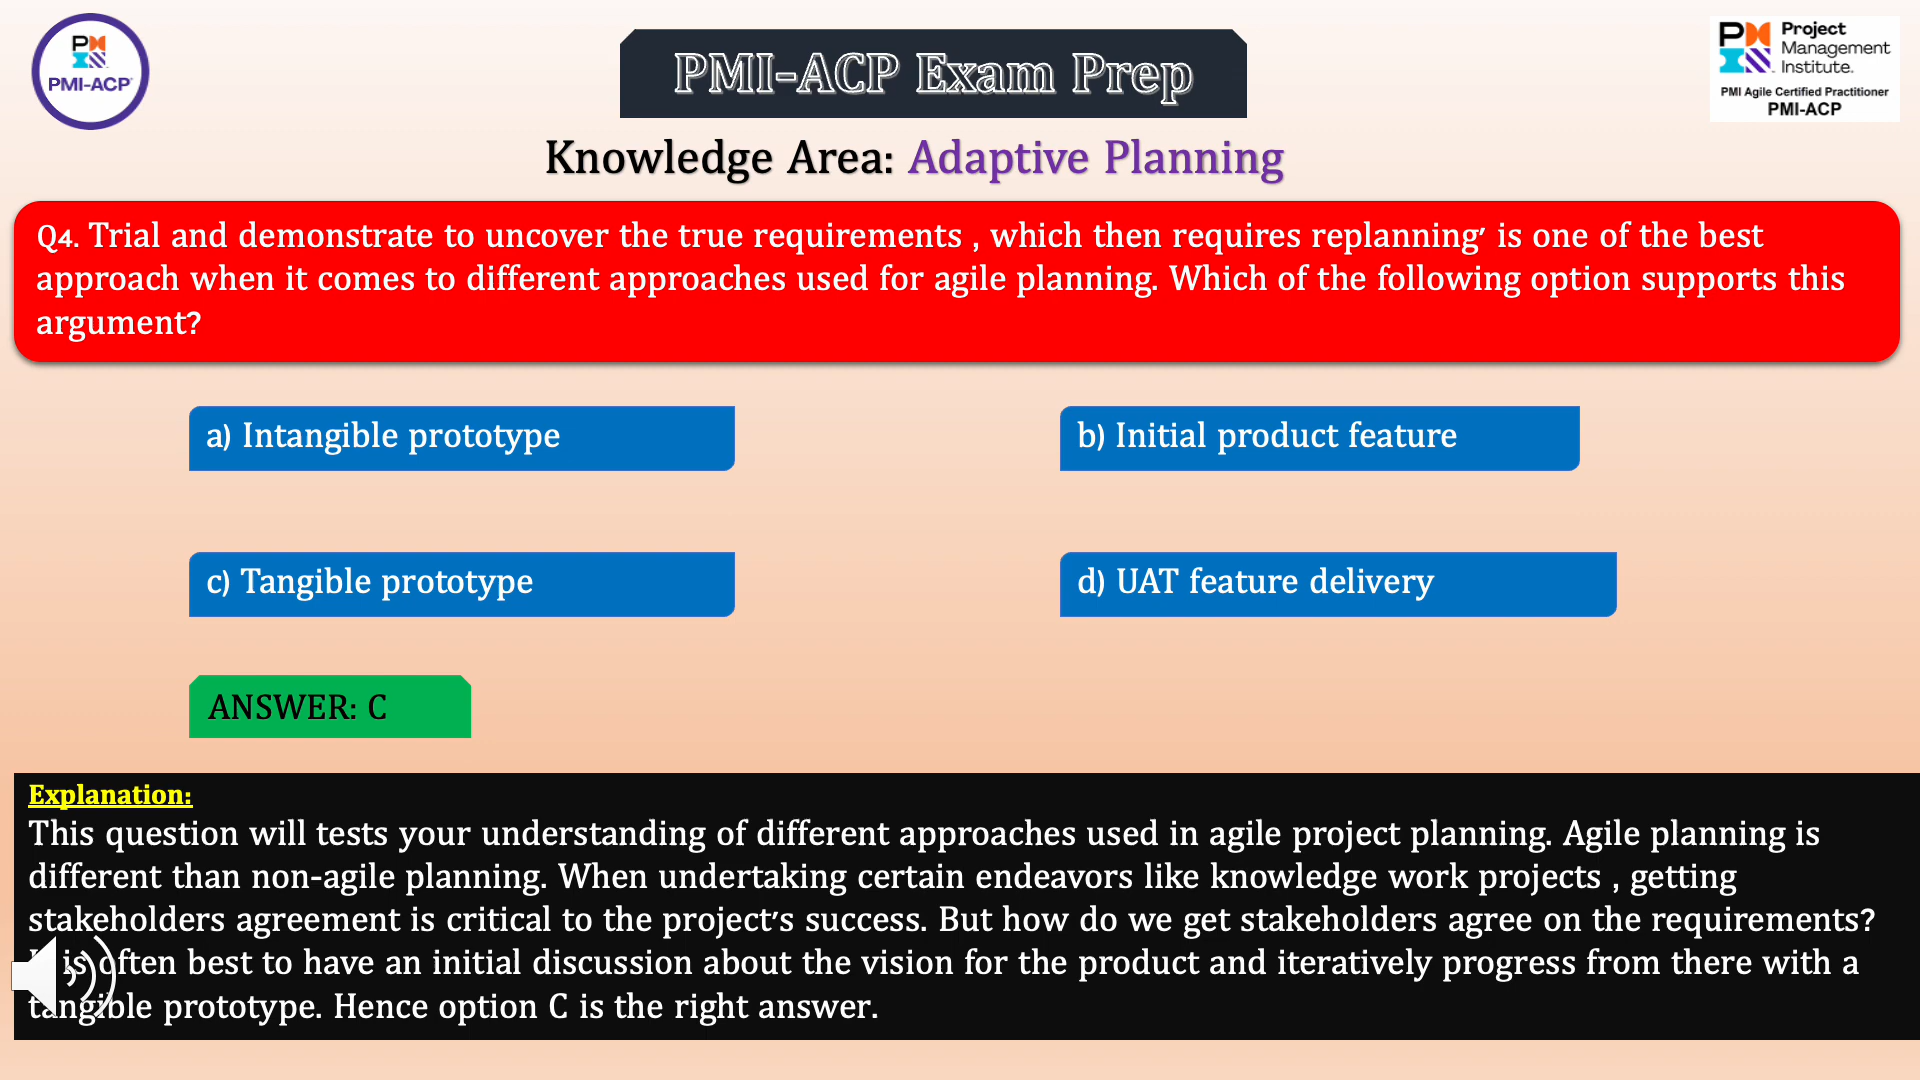 PMI-ACP
PMI-ACP Exam Prep
Project
Management
Institute.
PMI Agile Certified Practitioner
PMI-ACP
Knowledge Area: Adaptive Planning
Q4. Trial and demonstrate to uncover the true requirements , which then requires replanning' is one of the best
approach when it comes to different approaches used for agile planning. Which of the following option supports this
argument?
a) Intangible prototype
b) Initial product feature
c) Tangible prototype
d) UAT feature delivery
ANSWER: C
Explanation:
This question will tests your understanding of different approaches used in agile project planning. Agile planning is
different than non-agile planning. When undertaking certain endeavors like knowledge work projects , getting
stakeholders agreement is critical to the project's success. But how do we get stakeholders agree on the requirements?
is often best to have an initial discussion about the vision for the product and iteratively progress from there with a
tangible prototype. Hence option C is the right answer.